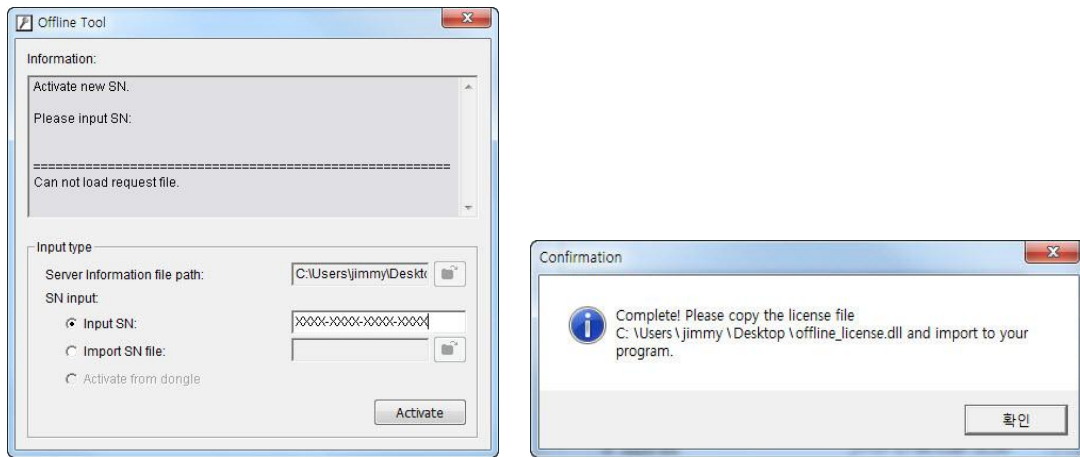 Offline Tool
Information:
Activate new SN.
Please input SN:
=======================================================
Can not load request file.
Input type
Server Information file path:
C:\Users\jimmy\Deskto
SN input:
Input SN:
XXXX-XXXX-XXXX-XXXX
Import SN file:
Activate from dongle
Activate
Confirmation
Complete! Please copy the license file
C: \Users \ jimmy \ Desktop \offline_license.dll and import to your
program.
확인